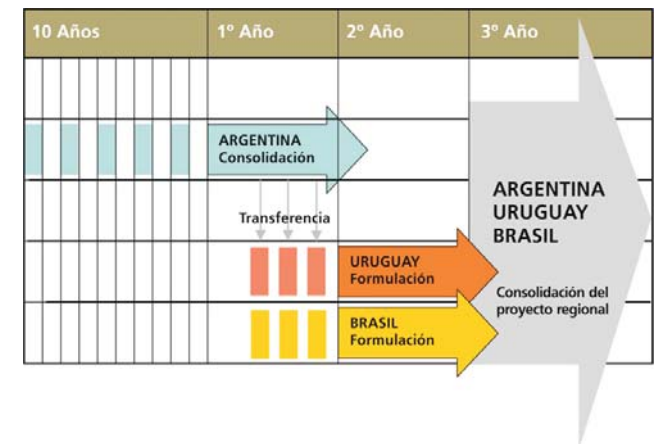 10 Años
1º Año
2º Año
3º Año
ARGENTINA
Consolidación
Transferencia
URUGUAY
Formulación
BRASIL
Formulación
ARGENTINA
URUGUAY
BRASIL
Consolidación del
proyecto regional